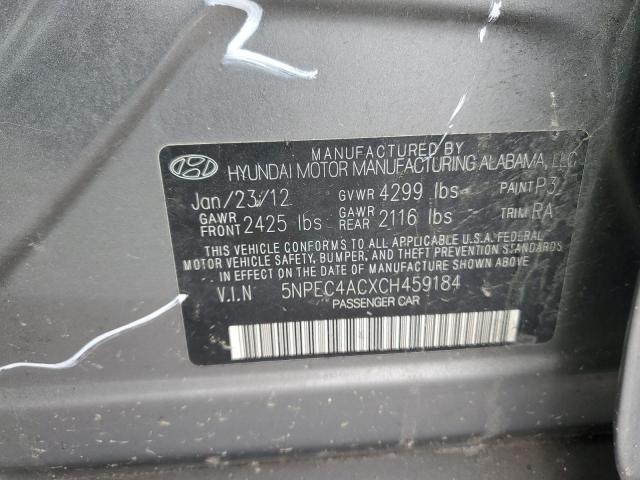 2
MANUFACTURED BY
HYUNDAI MOTOR MANUFACTURING ALABAMA, LLC
Jan/23/12 GVWR 4299 lbs PAINT P3
GAWR FRONT 2425 lbs GAWR REAR 2116 lbs TRIM RA
THIS VEHICLE CONFORMS TO ALL APPLICABLE U.S.A. FEDERAL
MOTOR VEHICLE SAFETY, BUMPER, AND THEFT PREVENTION STANDARDS
IN EFFECT ON THE DATE OF MANUFACTURE SHOWN ABOVE.
V.I.N 5NPEC4ACXCH459184
PASSENGER CAR